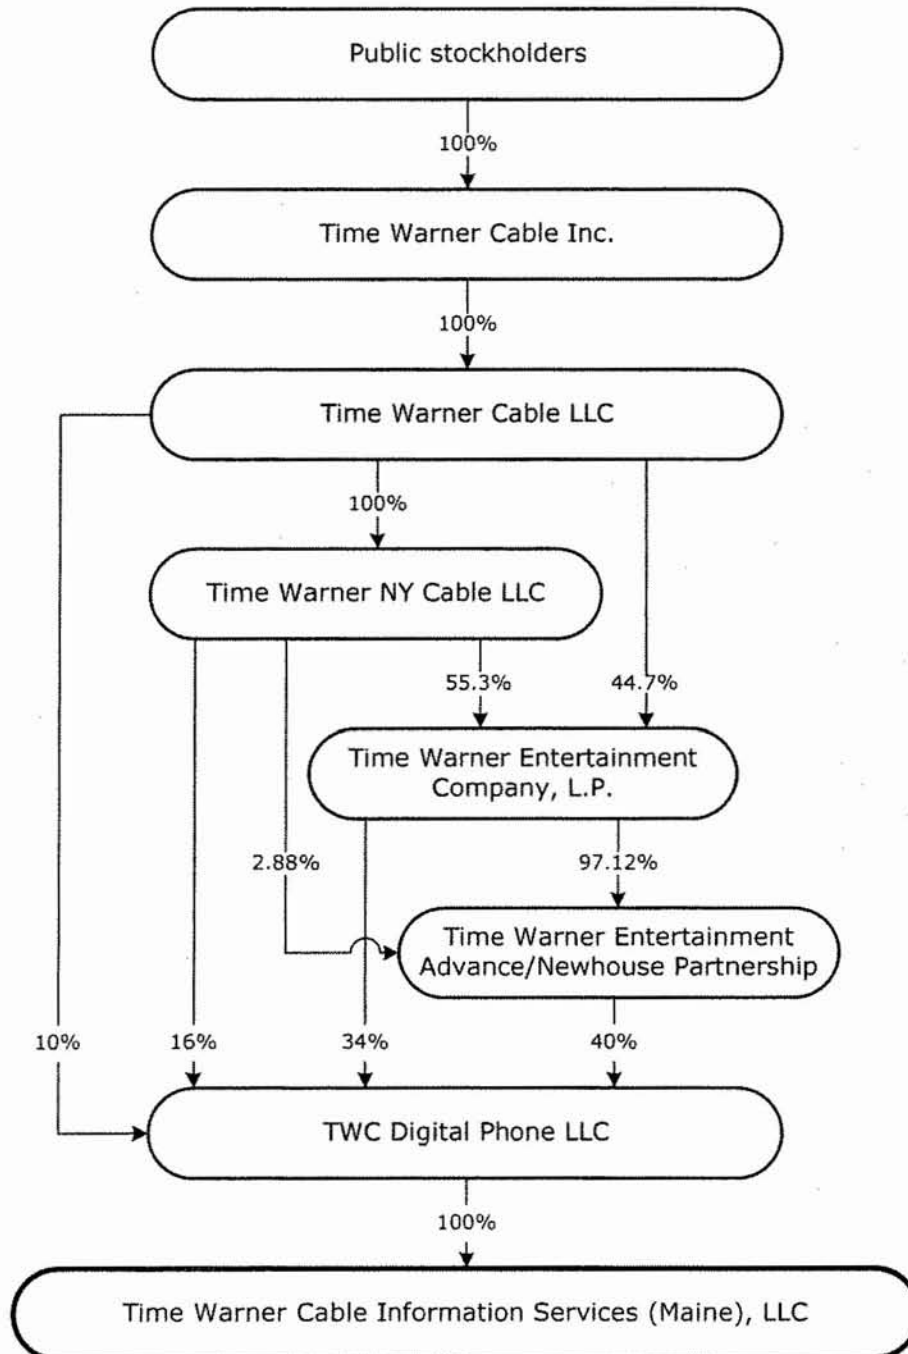 Public stockholders
100%
Time Warner Cable Inc.
100%
Time Warner Cable LLC
100%
Time Warner NY Cable LLC
55.3%
44.7%
Time Warner Entertainment
Company, L.P.
2.88%
97.12%
Time Warner Entertainment
Advance/Newhouse Partnership
10%
16%
34%
40%
TWC Digital Phone LLC
100%
Time Warner Cable Information Services (Maine), LLC